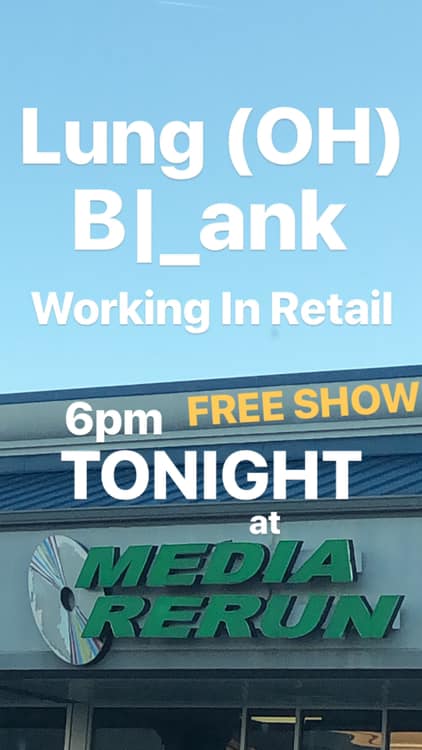 Lung (OH)
B|_ank
Working In Retail
6pm FREE SHOW
TONIGHT
at
MEDIA
RERUN